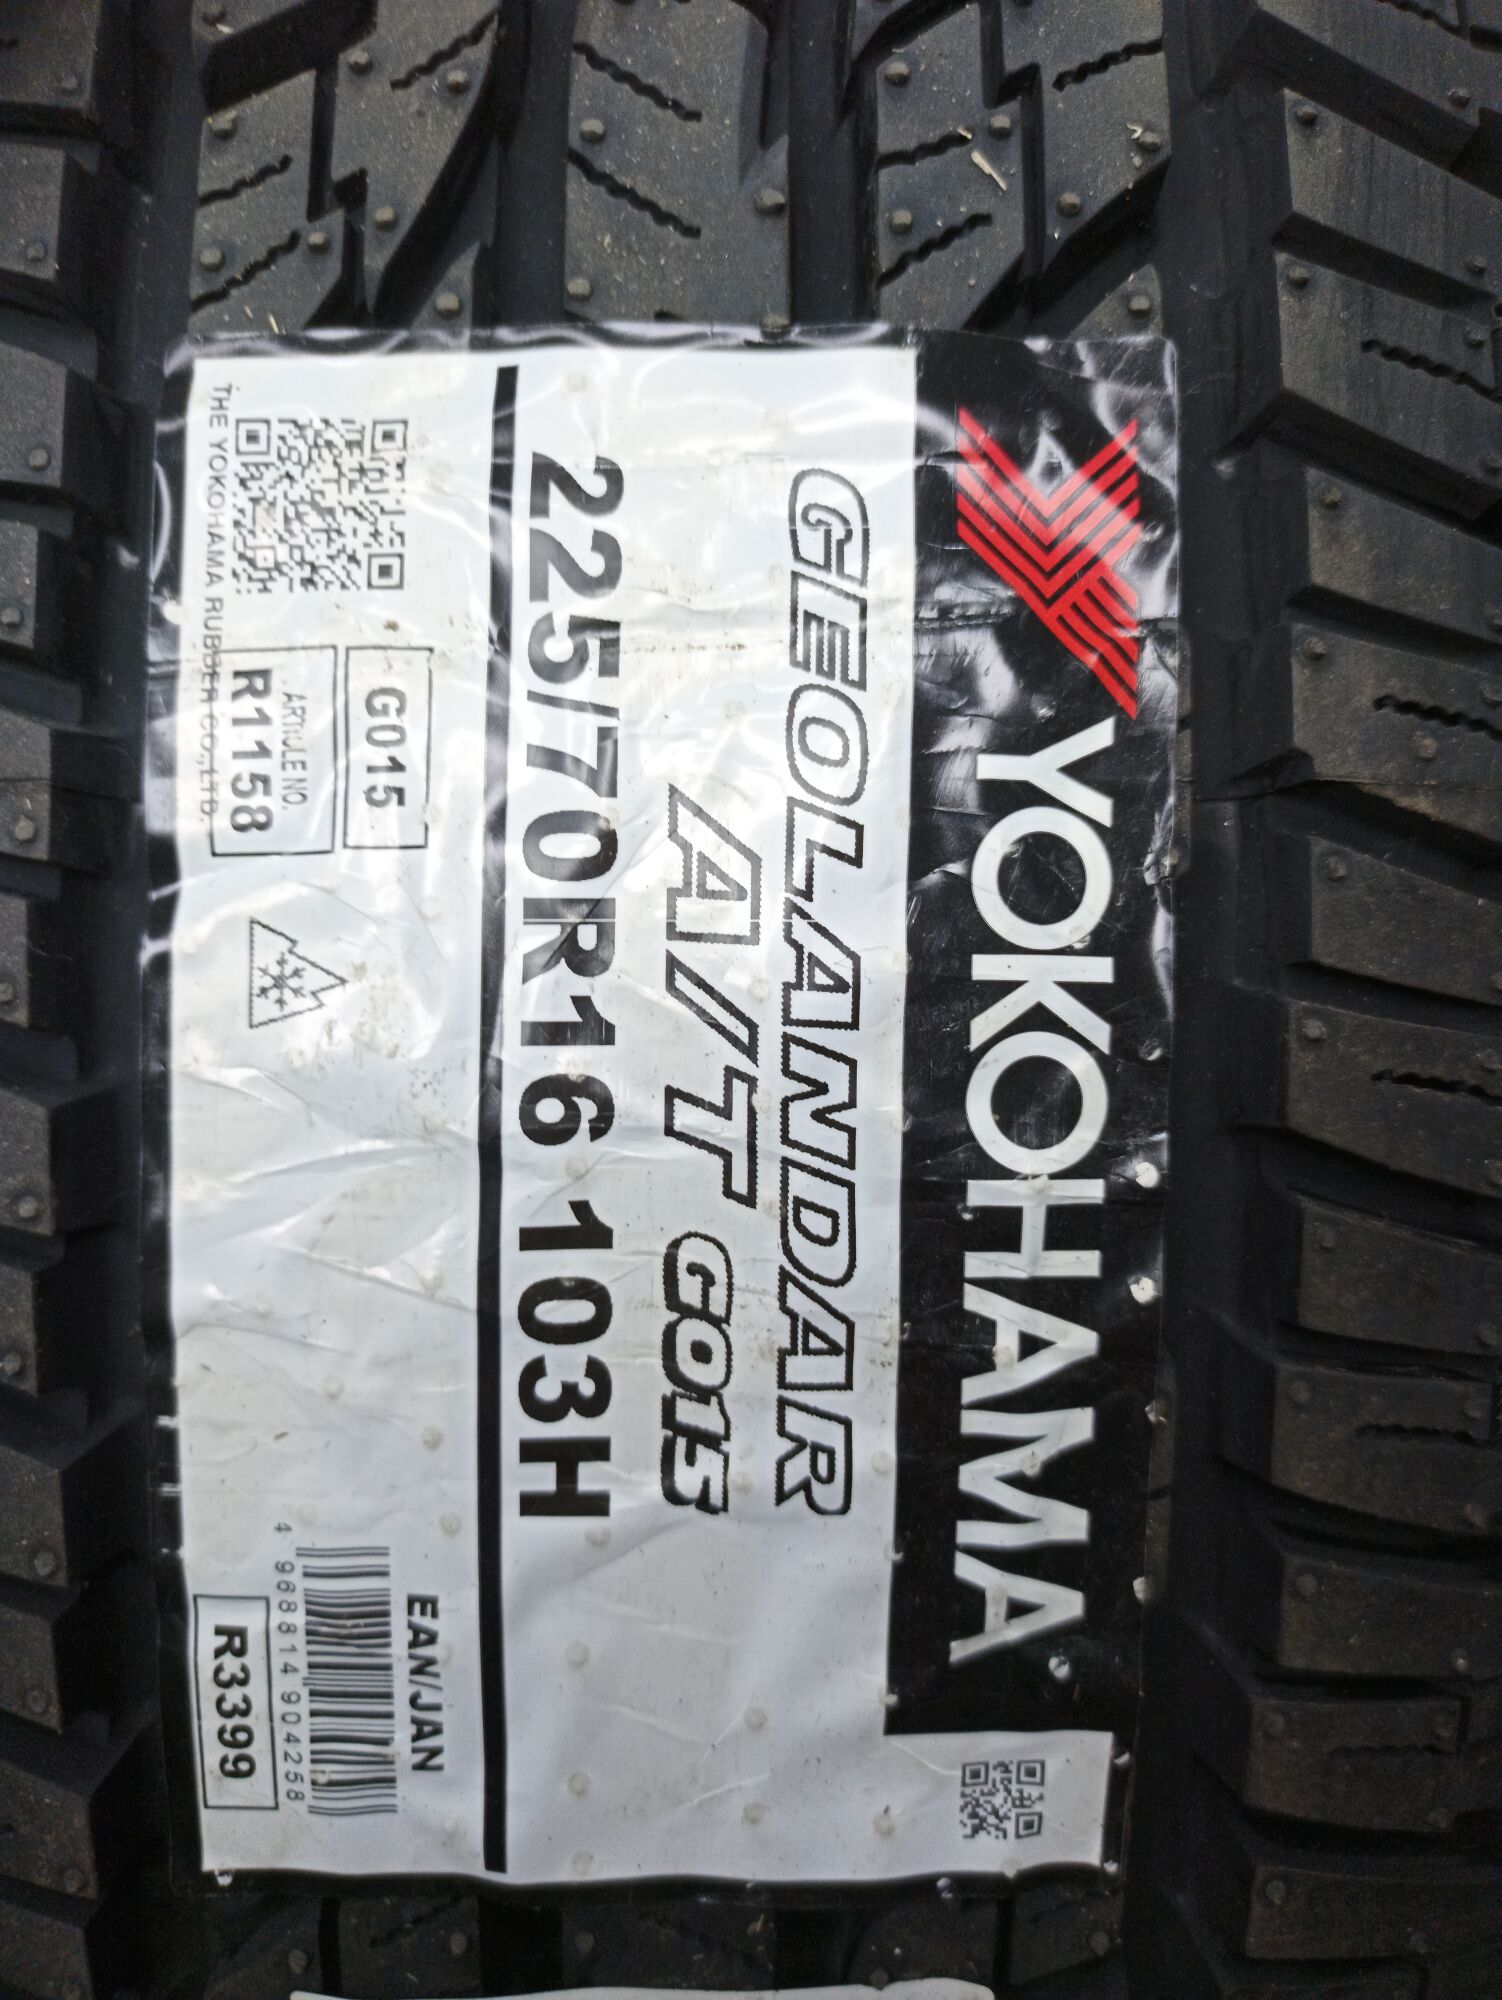 YOKOHAMA
GEOLANDAR
A/T G015
225/70R16 103H
G015
ARTICLE NO.
R1158
THE YOKOHAMA RUBBER CO.,LTD.
EAN/JAN
4 968814 904258
R3399